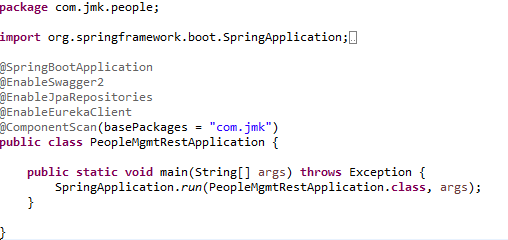 package com.jmk.people;
import org.springframework.boot.SpringApplication;
@SpringBootApplication
@EnableSwagger2
@EnableJpaRepositories
@EnableEurekaClient
@ComponentScan(basePackages = "com.jmk")
public class PeopleMgmtRestApplication {
public static void main(String[] args) throws Exception {
SpringApplication.run(PeopleMgmtRestApplication.class, args);
}
}